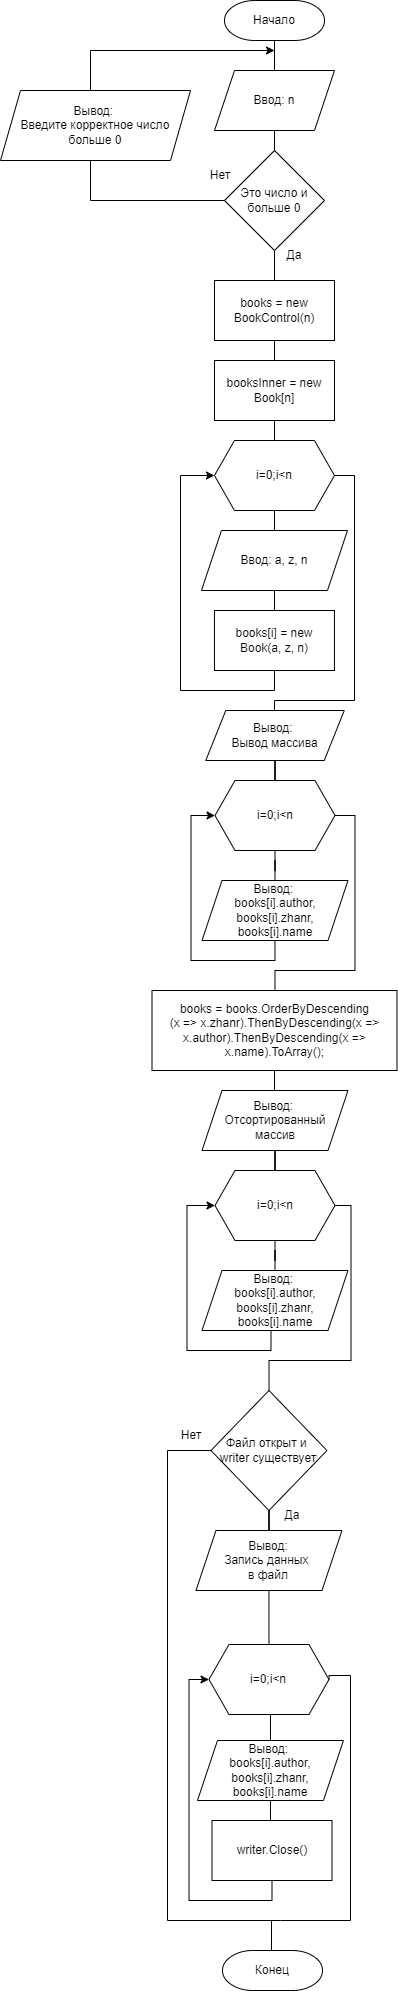 Начало
Ввод: n
Вывод:
Введите корректное число
больше 0
Нет
Это число и
больше 0
Да
books = new
BookControl(n)
booksInner = new
Book[n]
i=0;i<n
Ввод: a, z, n
books[i] = new
Book(a, z, n)
Вывод:
Вывод массива
i=0;i<n
Вывод:
books[i].author,
books[i].zhanr,
books[i].name
books = books.OrderByDescending
(x => x.zhanr).ThenByDescending(x =>
x.author).ThenByDescending(x =>
x.name).ToArray();
Вывод:
Отсортированный
массив
i=0;i<n
Вывод:
books[i].author,
books[i].zhanr,
books[i].name
Нет
Файл открыт и
writer существует
Да
Вывод:
Запись данных
в файл
i=0;i<n
Вывод:
books[i].author,
books[i].zhanr,
books[i].name
writer.Close()
Конец